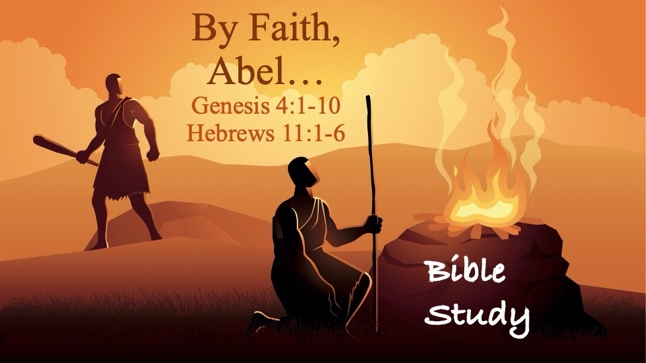 By Faith,
Abel…
Genesis 4:1-10
Hebrews 11:1-6
Bible
Study